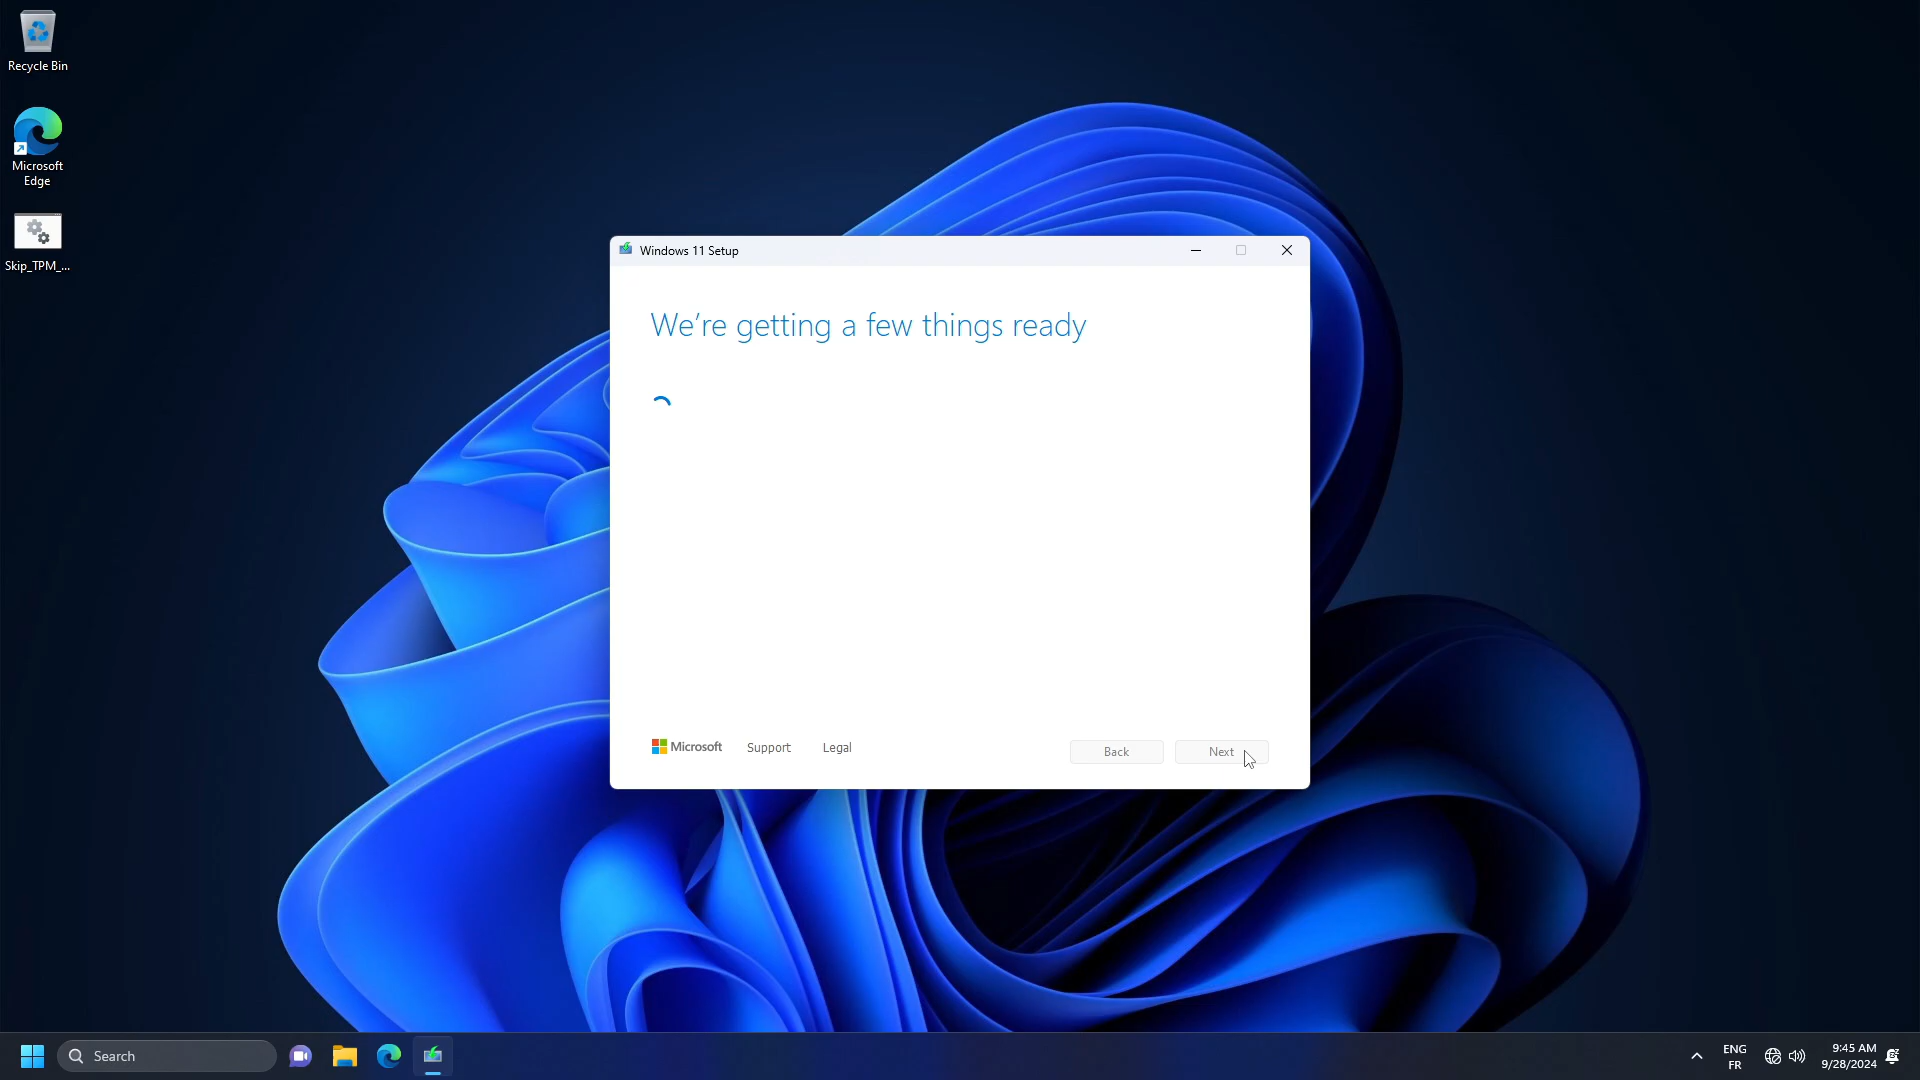 Recycle Bin
Microsoft
Edge
Skip_TPM_...
Windows 11 Setup
We're getting a few things ready
Microsoft
Support
Legal
Back
Next
Search
ENG
FR
9:45 AM
9/28/2024